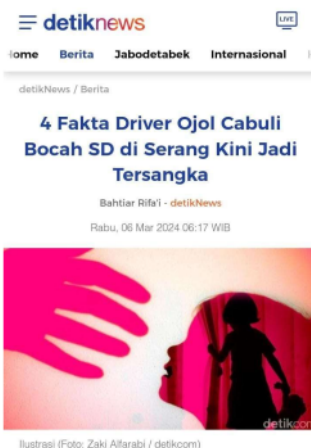 detiknews
LIVE
ome Berita Jabodetabek Internasional
detikNews / Berita
4 Fakta Driver Ojol Cabuli
Bocah SD di Serang Kini Jadi
Tersangka
Bahtiar Rifa'i - detikNews
Rabu, 06 Mar 2024 06:17 WIB
detikcom
Ilustrasi (Foto: Zaki Alfarabi / detikcom)